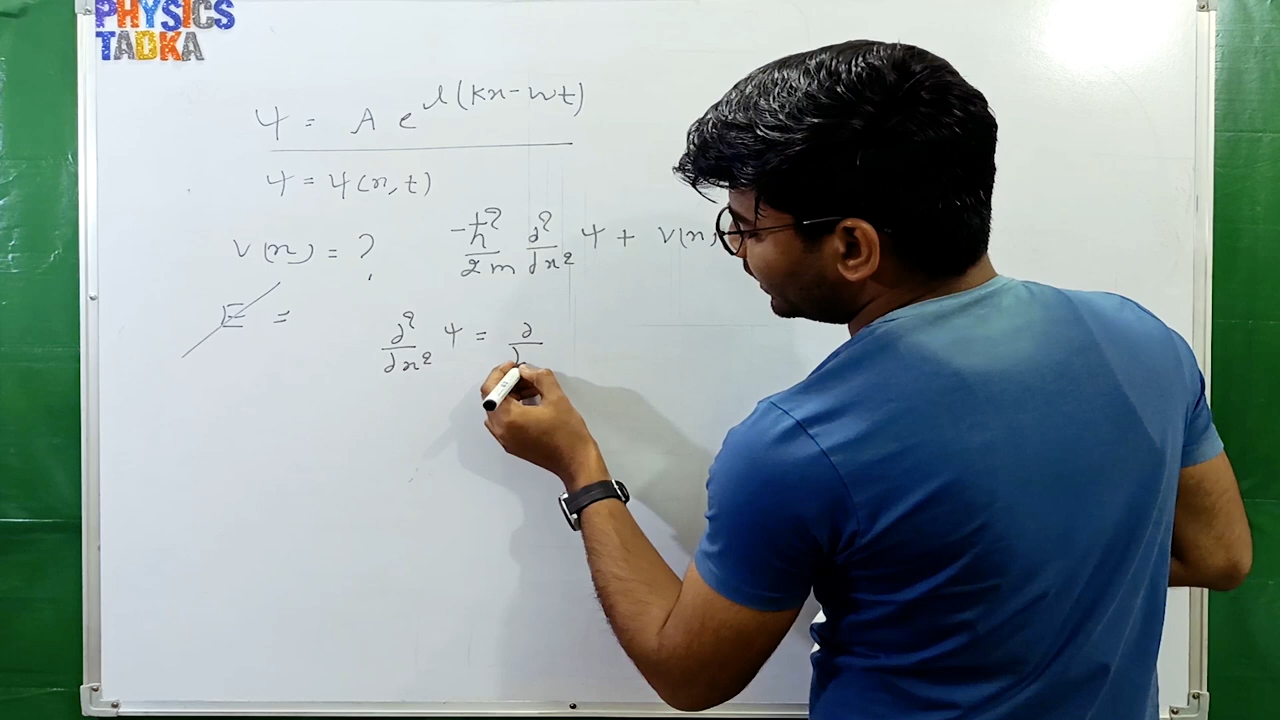 PHYSICS
TADKA
ψ = A e^i(kx-ωt)
ψ = ψ(x,t)
V(x) = ?
-ħ²/2m ∂²/∂x² ψ + V(x)
E =
∂²/∂x² ψ = ∂/